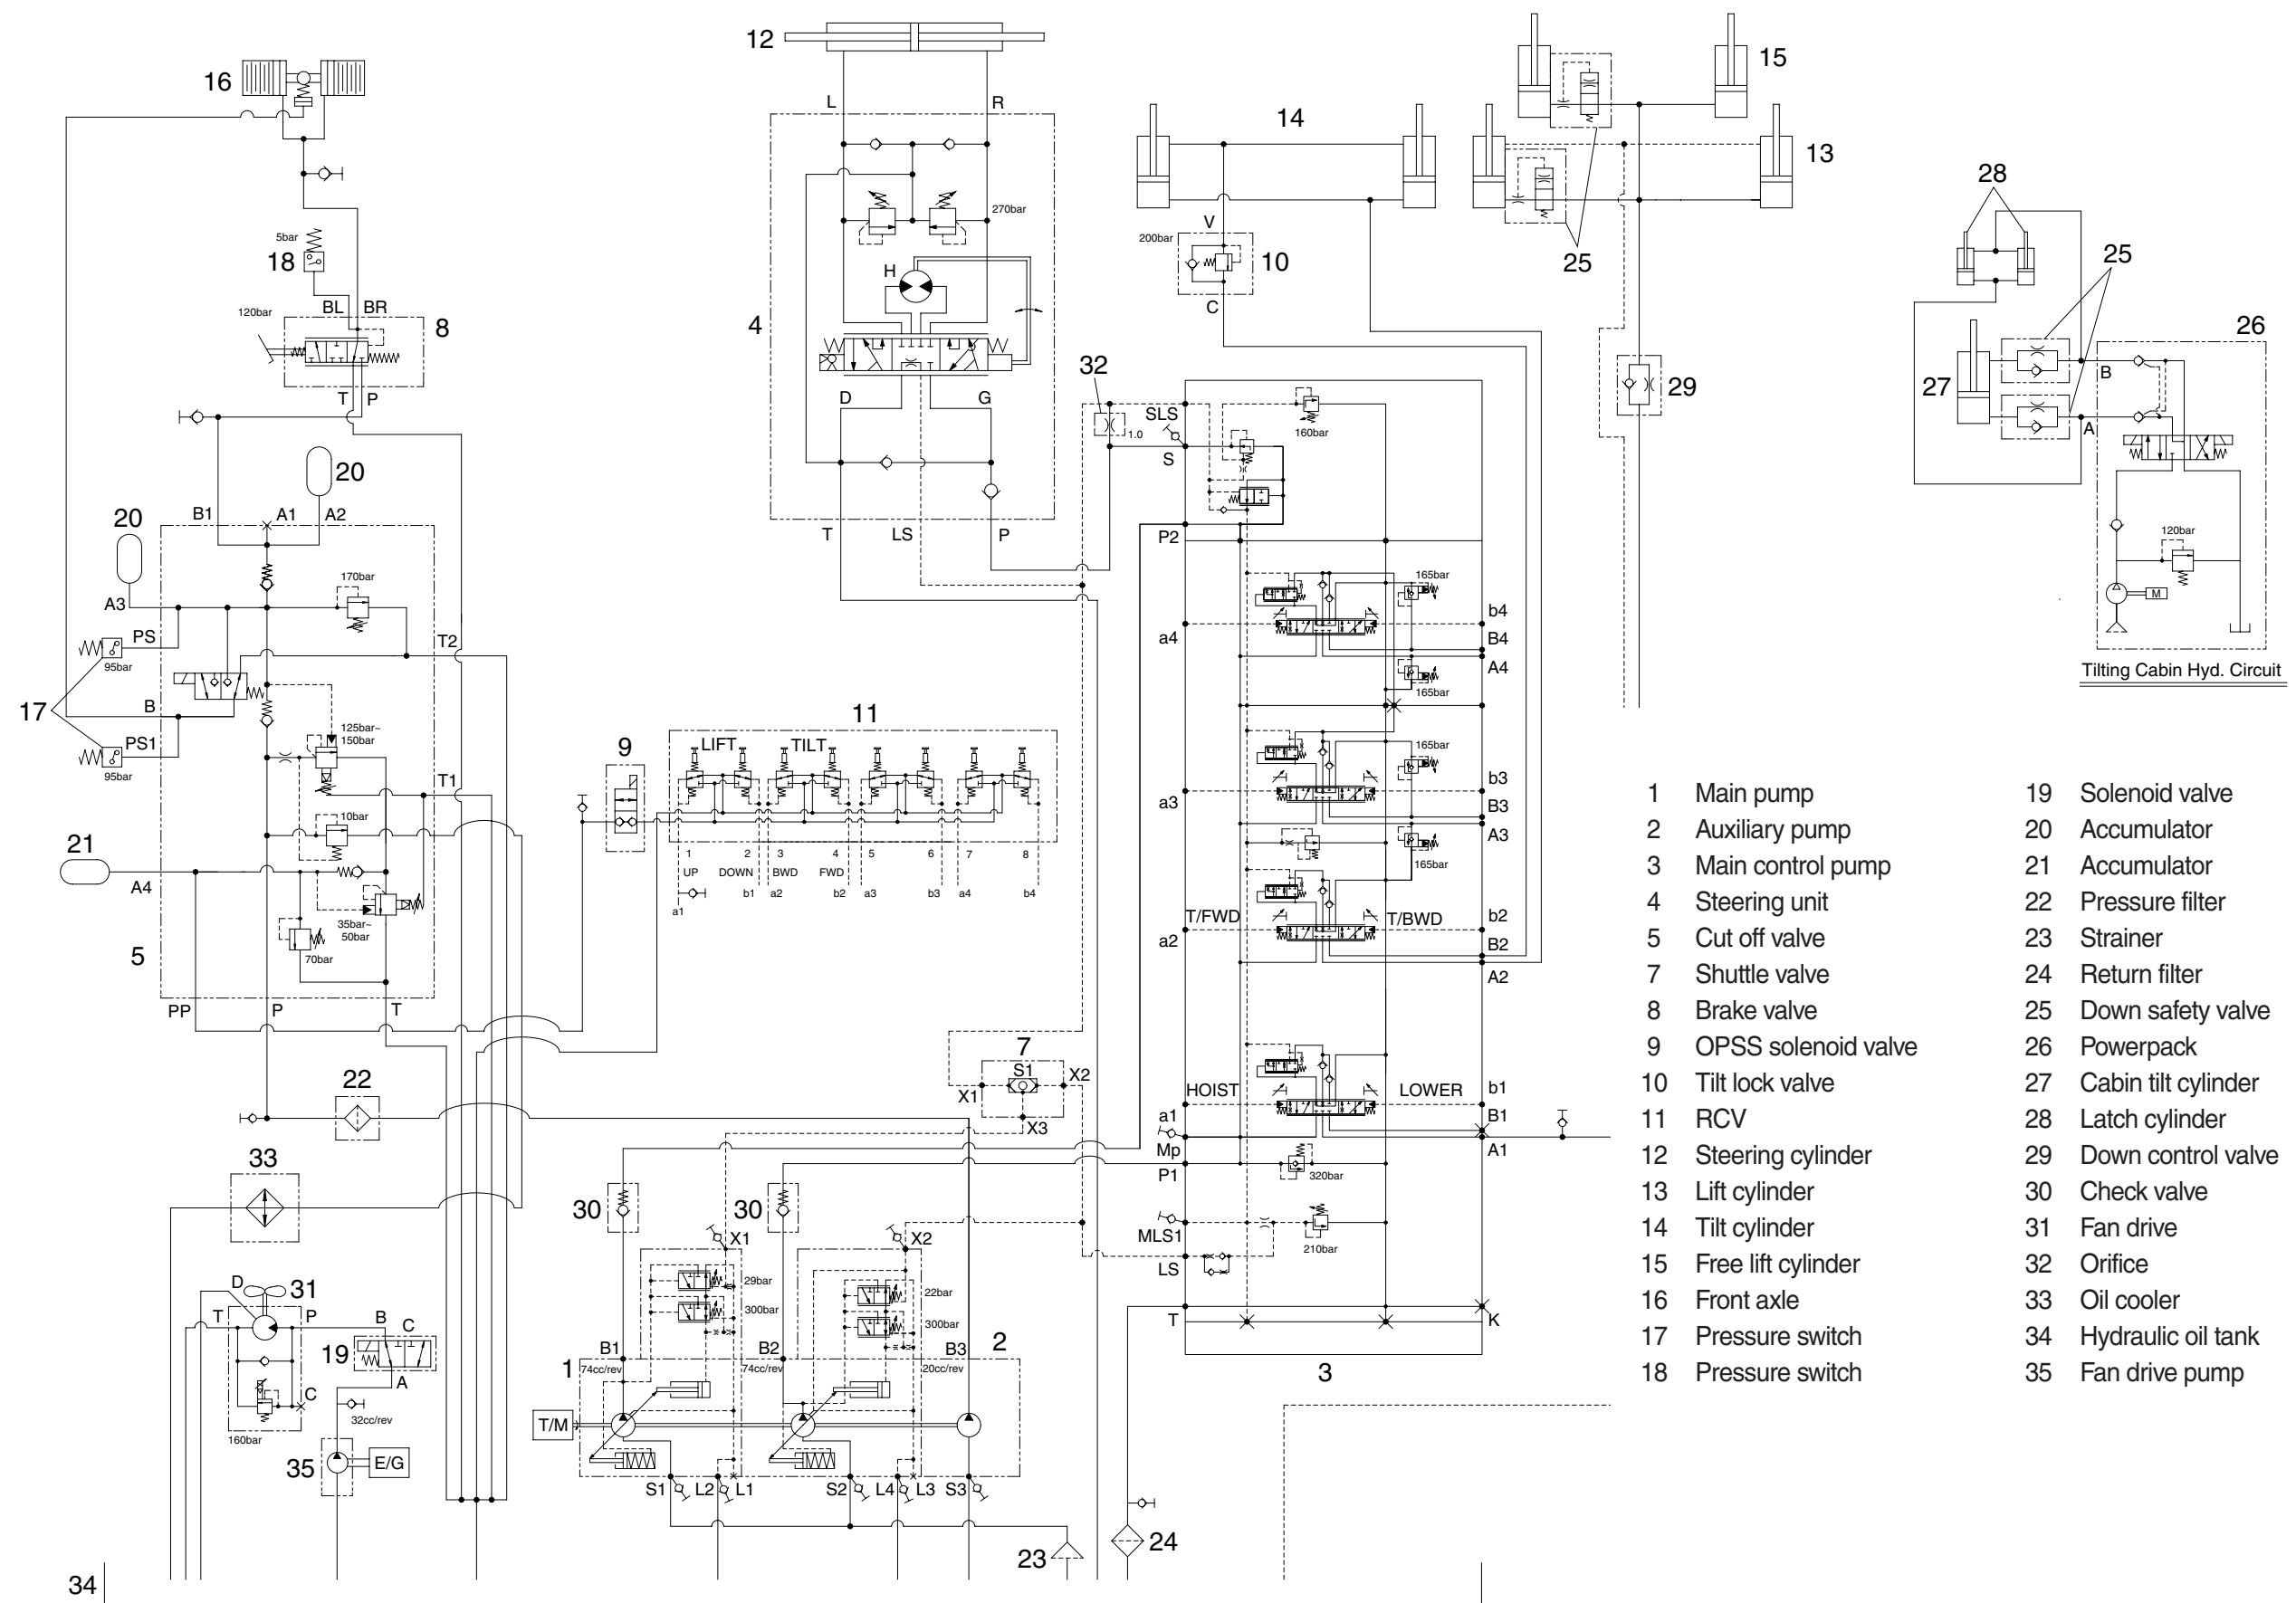 12
15
16
14
13
L
R
28
270bar
V
5bar
200bar
10
25
18
H
25
C
BL
BR
120bar
8
4
26
32
29
27
B
T
P
D
G
SLS
1.0
160bar
A
S
20
20
B1
A1
A2
T
LS
P
P2
120bar
M
170bar
165bar
A3
b4
PS
T2
a4
B4
95bar
A4
Tilting Cabin Hyd. Circuit
165bar
B
17
11
125bar~
150bar
PS1
9
LIFT
TILT
165bar
95bar
T1
b3
a3
B3
10bar
A3
21
1
2
3
4
5
6
7
8
165bar
UP
DOWN
BWD
FWD
A4
b1
a2
b2
a3
b3
a4
b4
a1
35bar~
50bar
T/FWD
T/BWD
b2
a2
B2
5
70bar
A2
PP
P
T
7
S1
X2
22
X1
HOIST
LOWER
b1
a1
B1
X3
Mp
A1
33
P1
320bar
30
30
MLS1
X1
X2
210bar
LS
D
31
29bar
22bar
T
P
B
C
300bar
300bar
T
K
19
B1
B2
B3
2
1
74cc/rev
74cc/rev
20cc/rev
3
A
C
32cc/rev
T/M
160bar
35
E/G
S1
L2
L1
S2
L4
L3
S3
24
23
34
1 Main pump
2 Auxiliary pump
3 Main control pump
4 Steering unit
5 Cut off valve
7 Shuttle valve
8 Brake valve
9 OPSS solenoid valve
10 Tilt lock valve
11 RCV
12 Steering cylinder
13 Lift cylinder
14 Tilt cylinder
15 Free lift cylinder
16 Front axle
17 Pressure switch
18 Pressure switch
19 Solenoid valve
20 Accumulator
21 Accumulator
22 Pressure filter
23 Strainer
24 Return filter
25 Down safety valve
26 Powerpack
27 Cabin tilt cylinder
28 Latch cylinder
29 Down control valve
30 Check valve
31 Fan drive
32 Orifice
33 Oil cooler
34 Hydraulic oil tank
35 Fan drive pump